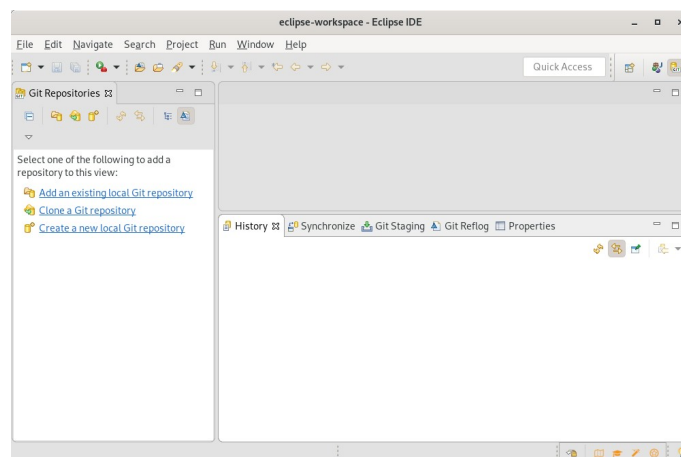 eclipse-workspace - Eclipse IDE
File Edit Navigate Search Project Run Window Help
Quick Access
Git Repositories
Select one of the following to add a
repository to this view:
Add an existing local Git repository
Clone a Git repository
Create a new local Git repository
History Synchronize Git Staging Git Reflog Properties